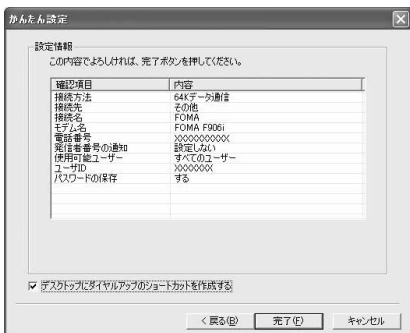 かんたん設定
設定情報
この内容でよろしければ、完了ボタンを押してください。
確認項目 内容
接続方法 64Kデータ通信
接続先 その他
接続名 FOMA
モデム名 FOMA F906i
電話番号 XXXXXXXXXX
発信者番号の通知 設定しない
使用可能ユーザー すべてのユーザー
ユーザID XXXXXXX
パスワードの保存 する
デスクトップにダイヤルアップのショートカットを作成する
< 戻る(B) 完了(F) キャンセル